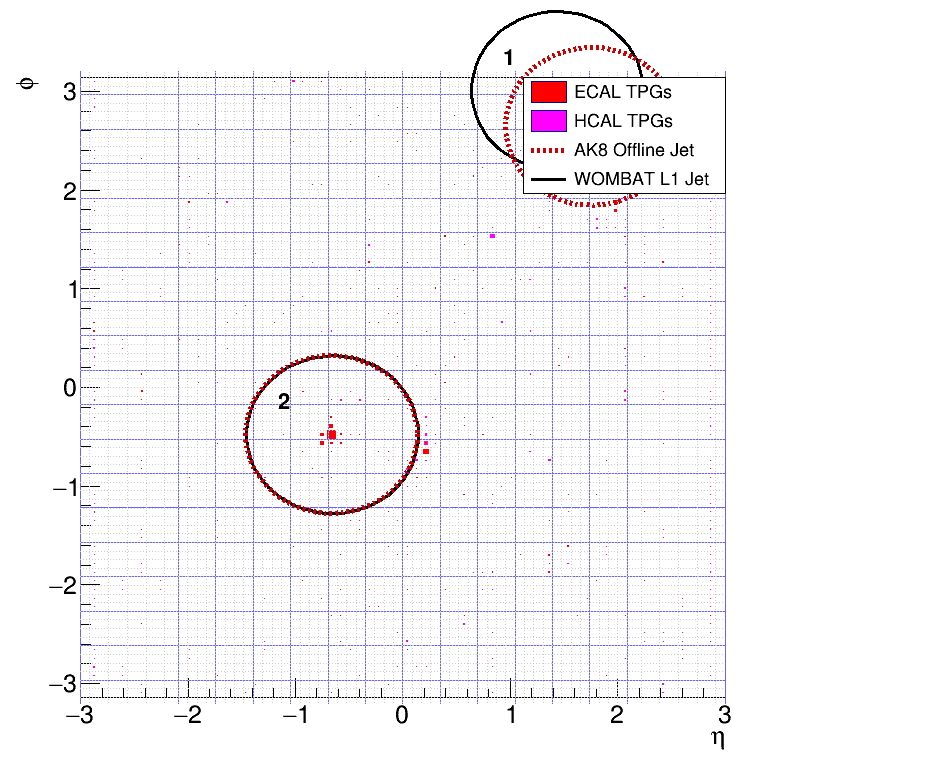 1
ϕ
3
ECAL TPGs
HCAL TPGs
AK8 Offline Jet
WOMBAT L1 Jet
2
1
0
2
−1
−2
−3
−3 −2 −1 0 1 2 3
η